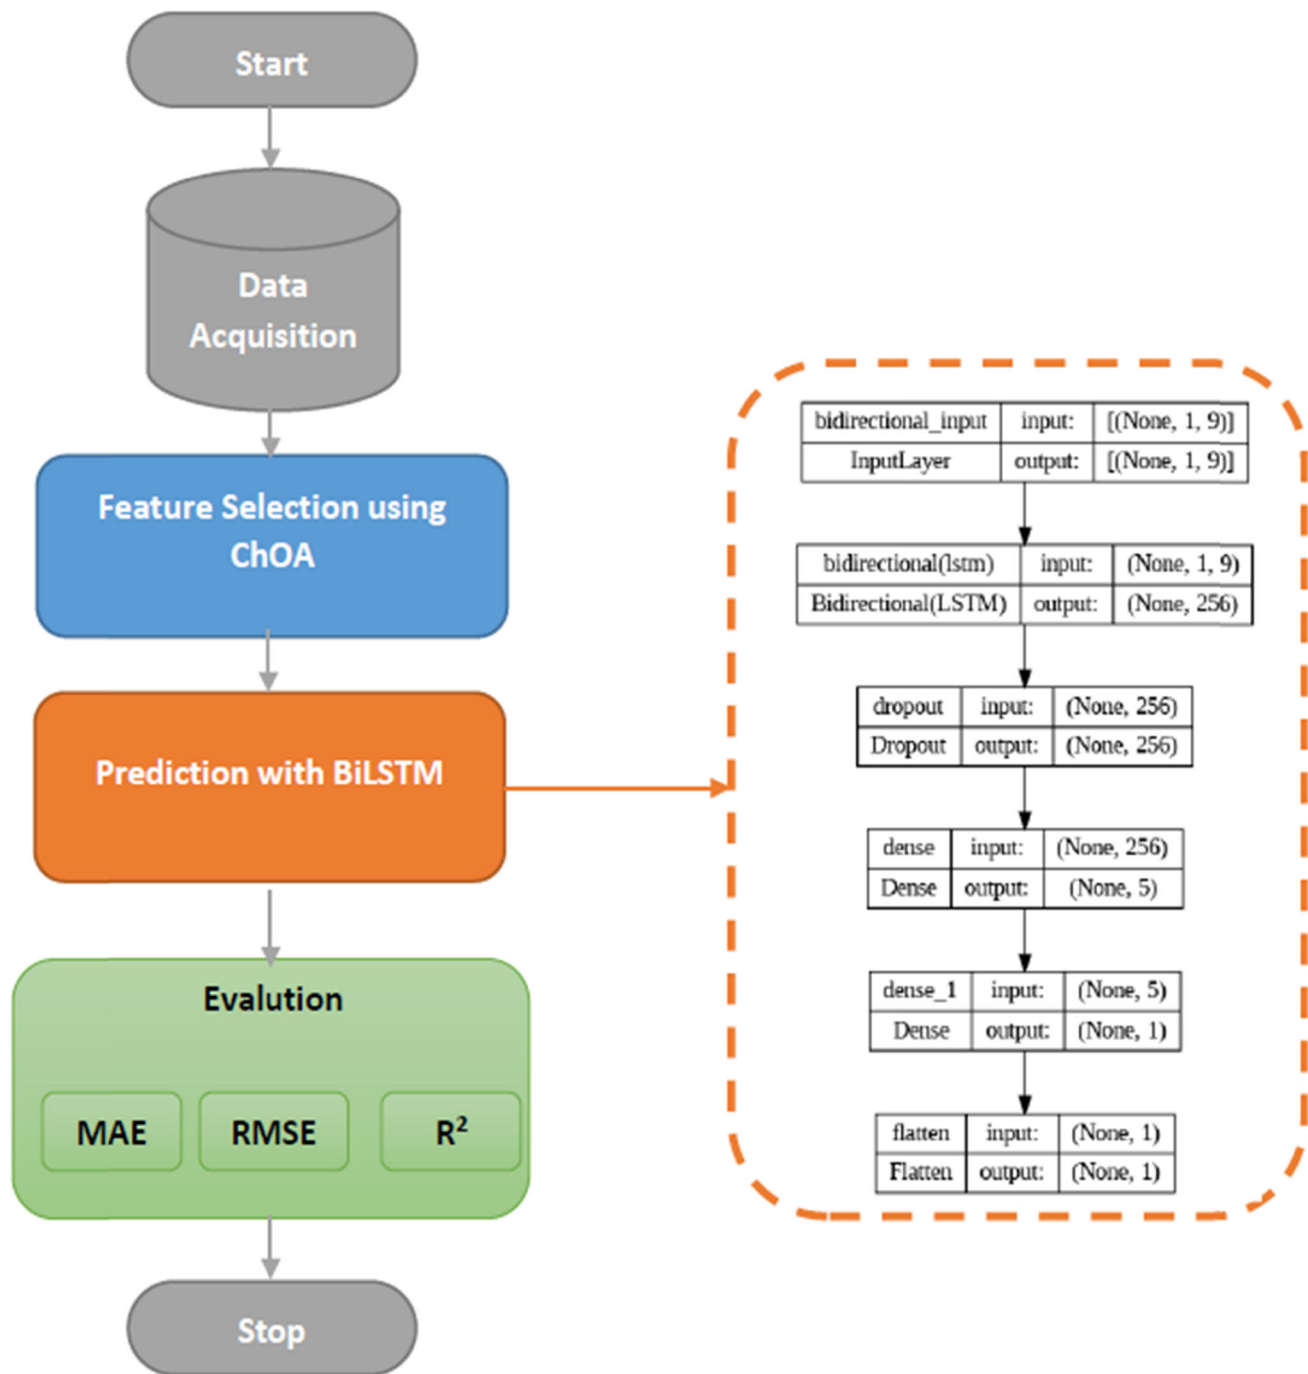 Start
Data
Acquisition
Feature Selection using
ChOA
Prediction with BiLSTM
Evalution
MAE RMSE R²
Stop
bidirectional_input input: [(None, 1, 9)]
InputLayer output: [(None, 1, 9)]
bidirectional(lstm) input: (None, 1, 9)
Bidirectional(LSTM) output: (None, 256)
dropout input: (None, 256)
Dropout output: (None, 256)
dense input: (None, 256)
Dense output: (None, 5)
dense_1 input: (None, 5)
Dense output: (None, 1)
flatten input: (None, 1)
Flatten output: (None, 1)